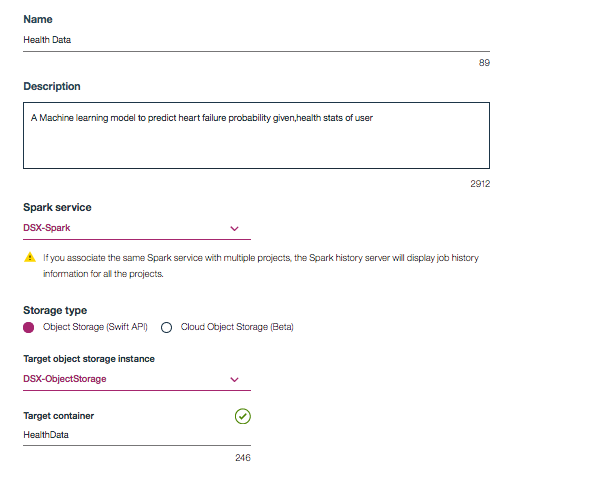 Name
Health Data
89
Description
A Machine learning model to predict heart failure probability given,health stats of user
2912
Spark service
DSX-Spark
If you associate the same Spark service with multiple projects, the Spark history server will display job history
information for all the projects.
Storage type
Object Storage (Swift API) Cloud Object Storage (Beta)
Target object storage instance
DSX-ObjectStorage
Target container
HealthData
246